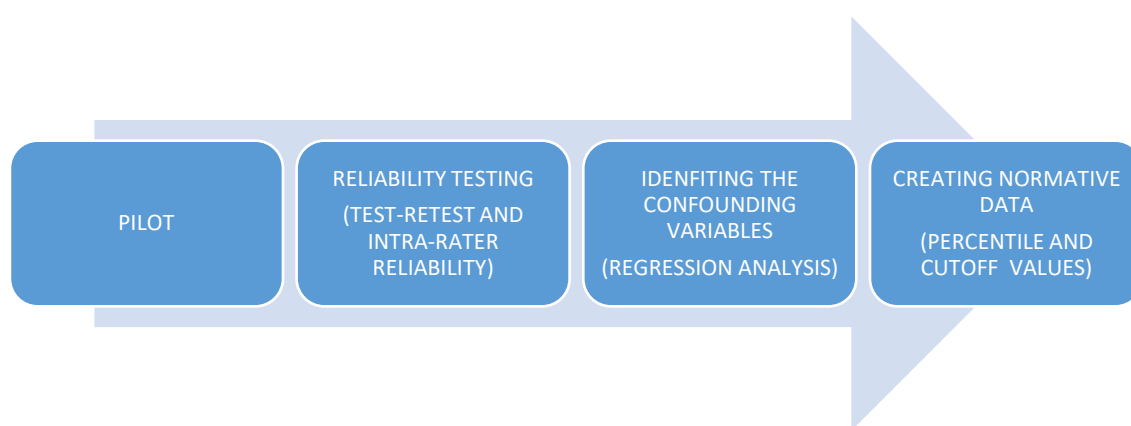 PILOT
RELIABILITY TESTING
(TEST-RETEST AND
INTRA-RATER
RELIABILITY)
IDENFITING THE
CONFOUNDING
VARIABLES
(REGRESSION ANALYSIS)
CREATING NORMATIVE
DATA
(PERCENTILE AND
CUTOFF VALUES)